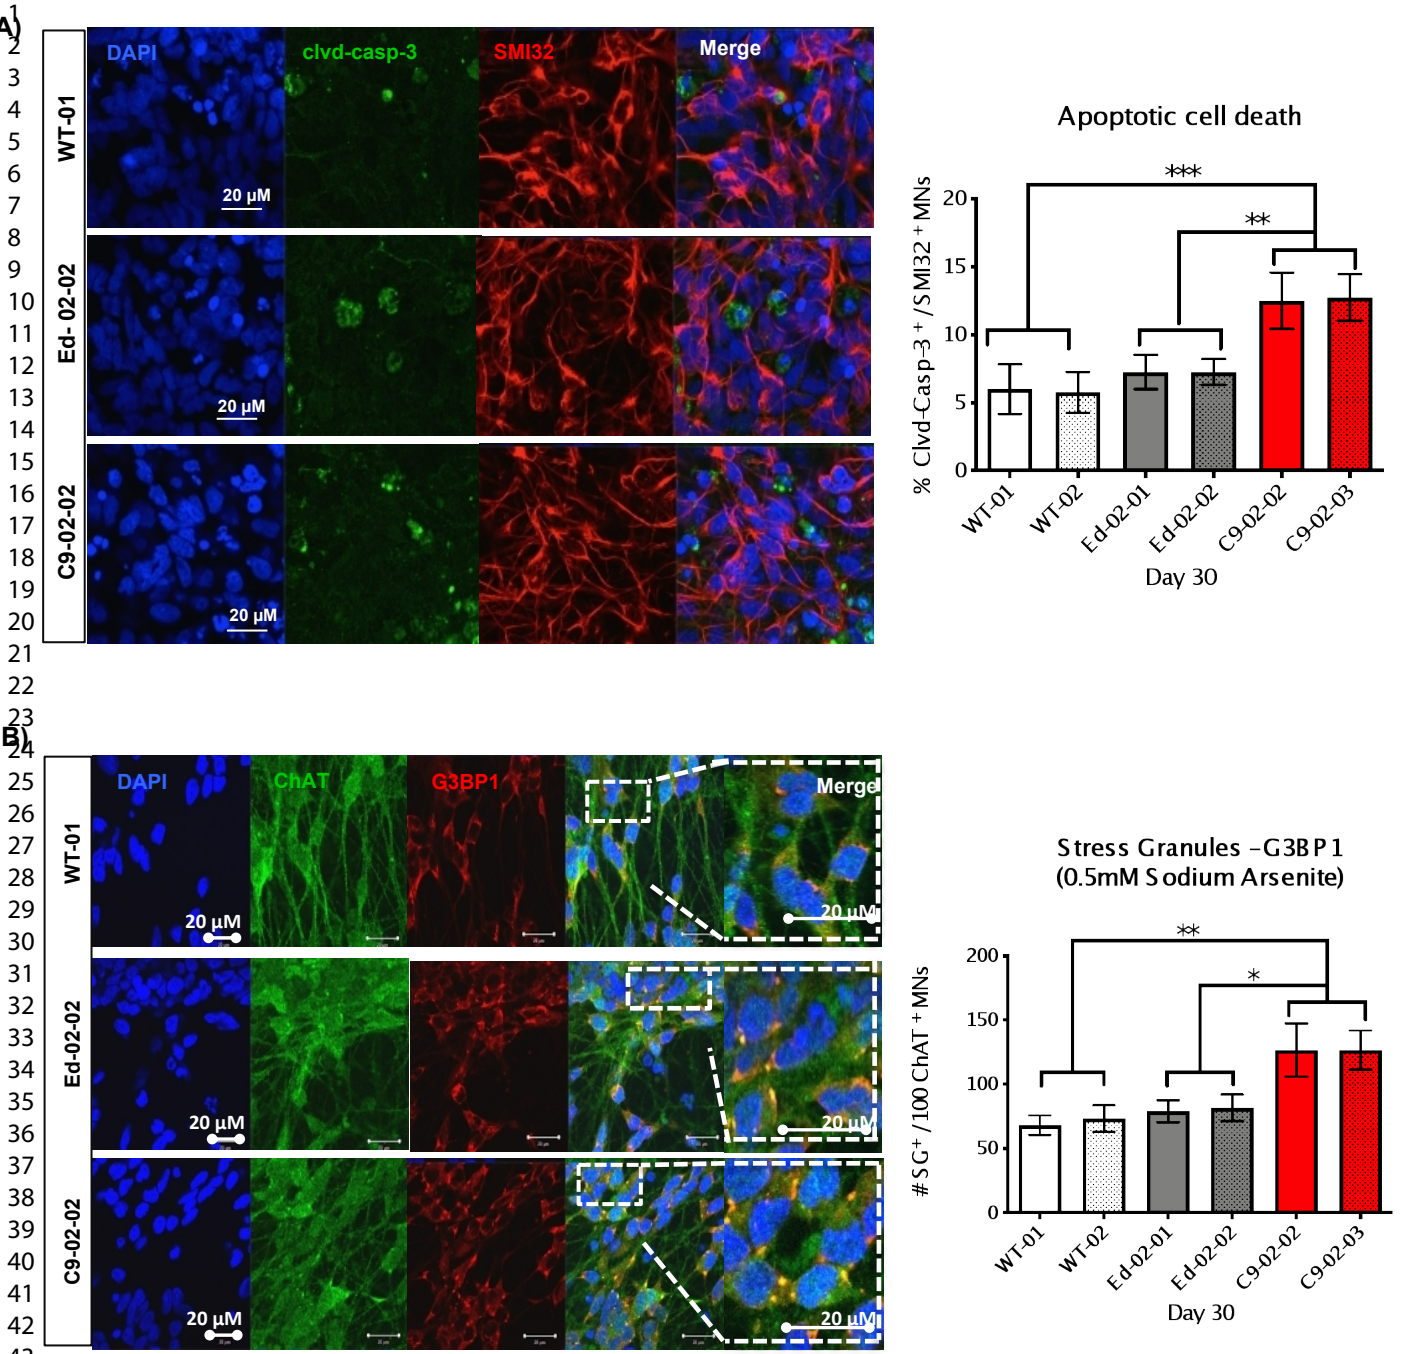 1
A)
2
3
4
5
6
7
8
9
10
11
12
13
14
15
16
17
18
19
20
21
22
23
24
25
26
27
28
29
30
31
32
33
34
35
36
37
38
39
40
41
42
DAPI clvd-casp-3 SMI32 Merge
WT-01
20 µM
Ed- 02-02
20 µM
C9-02-02
20 µM
Apoptotic cell death
% Clvd-Casp-3 + / SMI32 + MNs
***
**
20
15
10
5
0
WT-01 WT-02 Ed-02-01 Ed-02-02 C9-02-02 C9-02-03
Day 30
B)
DAPI ChAT G3BP1 Merge
WT-01
20 µM 20 µM
Ed-02-02
20 µM 20 µM
C9-02-02
20 µM 20 µM
Stress Granules –G3BP1
(0.5mM Sodium Arsenite)
# SG+ /100 ChAT + MNs
**
*
200
150
100
50
0
WT-01 WT-02 Ed-02-01 Ed-02-02 C9-02-02 C9-02-03
Day 30